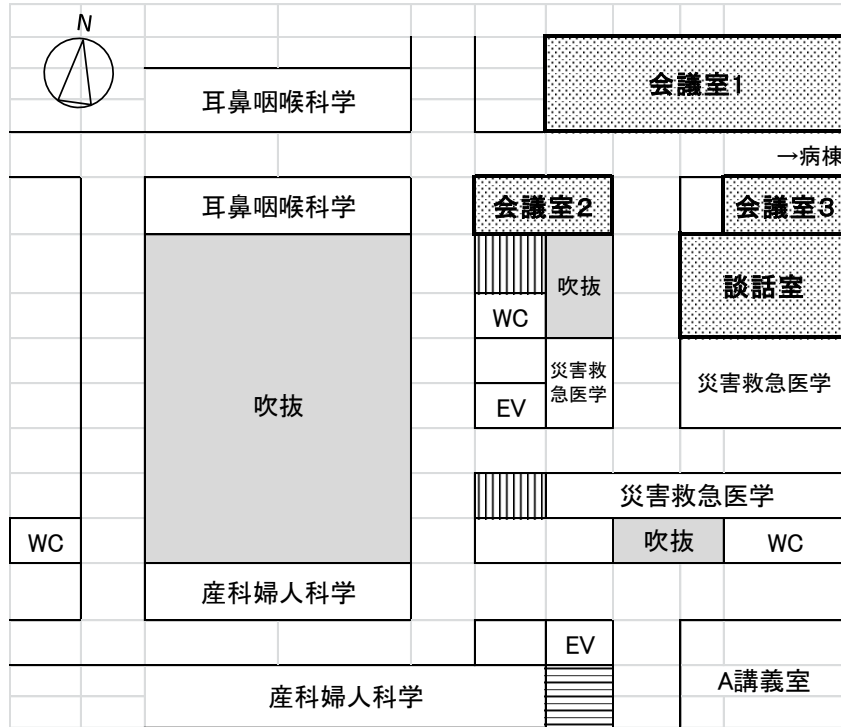 N
会議室1
耳鼻咽喉科学
→病棟
耳鼻咽喉科学
会議室2
会議室3
吹抜
談話室
WC
災害救
急医学
災害救急医学
吹抜
EV
災害救急医学
WC
吹抜
WC
産科婦人科学
EV
A講義室
産科婦人科学